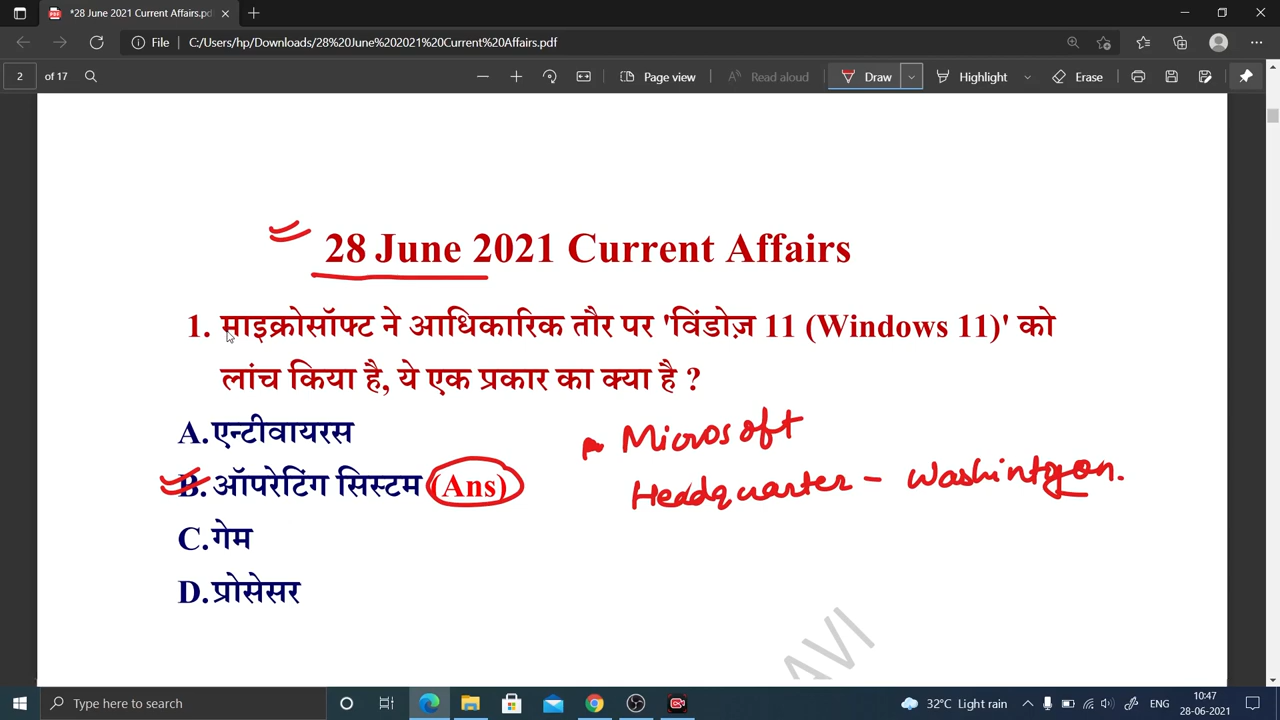 *28 June 2021 Current Affairs.pd
File C:/Users/hp/Downloads/28%20June%202021%20Current%20Affairs.pdf
2 of 17 Page view Read aloud Draw Highlight Erase
28 June 2021 Current Affairs
1. माइक्रोसॉफ्ट ने आधिकारिक तौर पर 'विंडोज़ 11 (Windows 11)' को
लांच किया है, ये एक प्रकार का क्या है ?
A. एन्टीवायरस
Microsoft
B. ऑपरेटिंग सिस्टम (Ans)
Headquarter - Washintgon.
C. गेम
D. प्रोसेसर
AVI
Type here to search
32°C Light rain ENG 10:47
28-06-2021